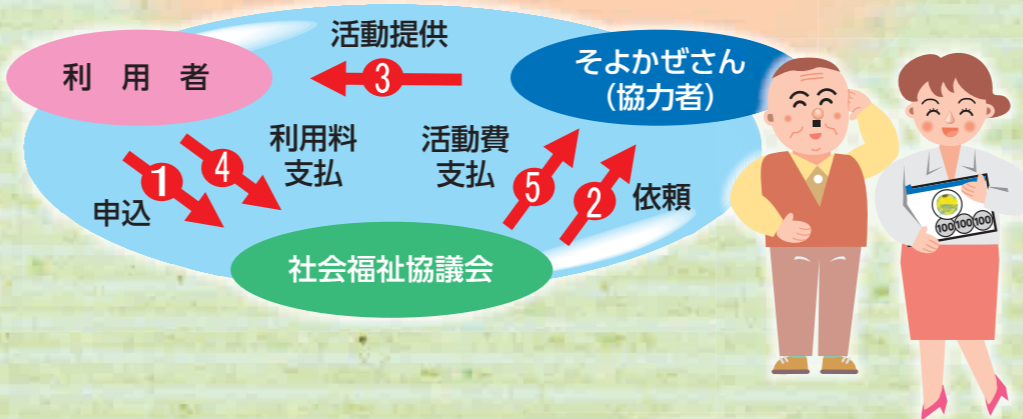 活動提供
利　用　者
③
そよかぜさん
（協力者）
利用料
支払
活動費
支払
①
④
⑤
②
申込
依頼
社会福祉協議会
100
100
100